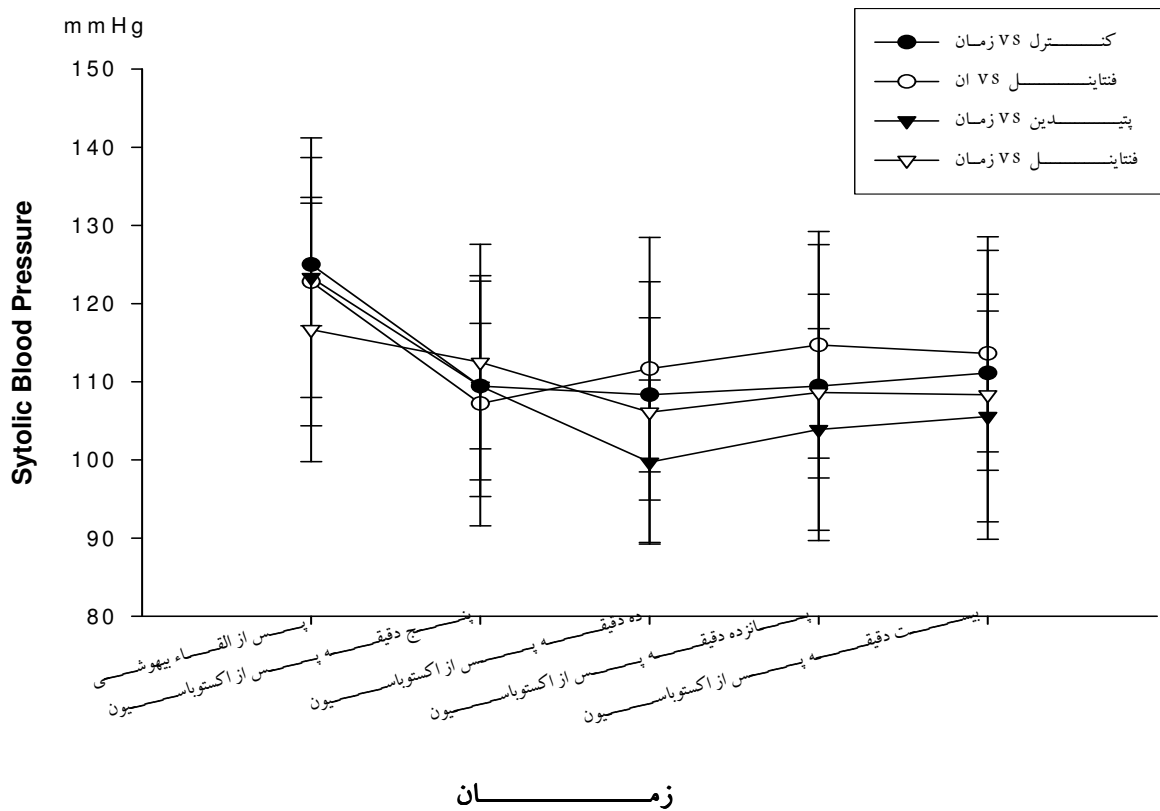 mmHg
150
140
130
120
110
100
90
80
Sytolic Blood Pressure
کنترل vs زمان
فنتاینل vs ان
پتیدین vs زمان
فنتاینل vs زمان
پس از القاء بیهوشی
پنج دقیقه پس از اکستوباسیون
ده دقیقه پس از اکستوباسیون
پانزده دقیقه پس از اکستوباسیون
بیست دقیقه پس از اکستوباسیون
زمان